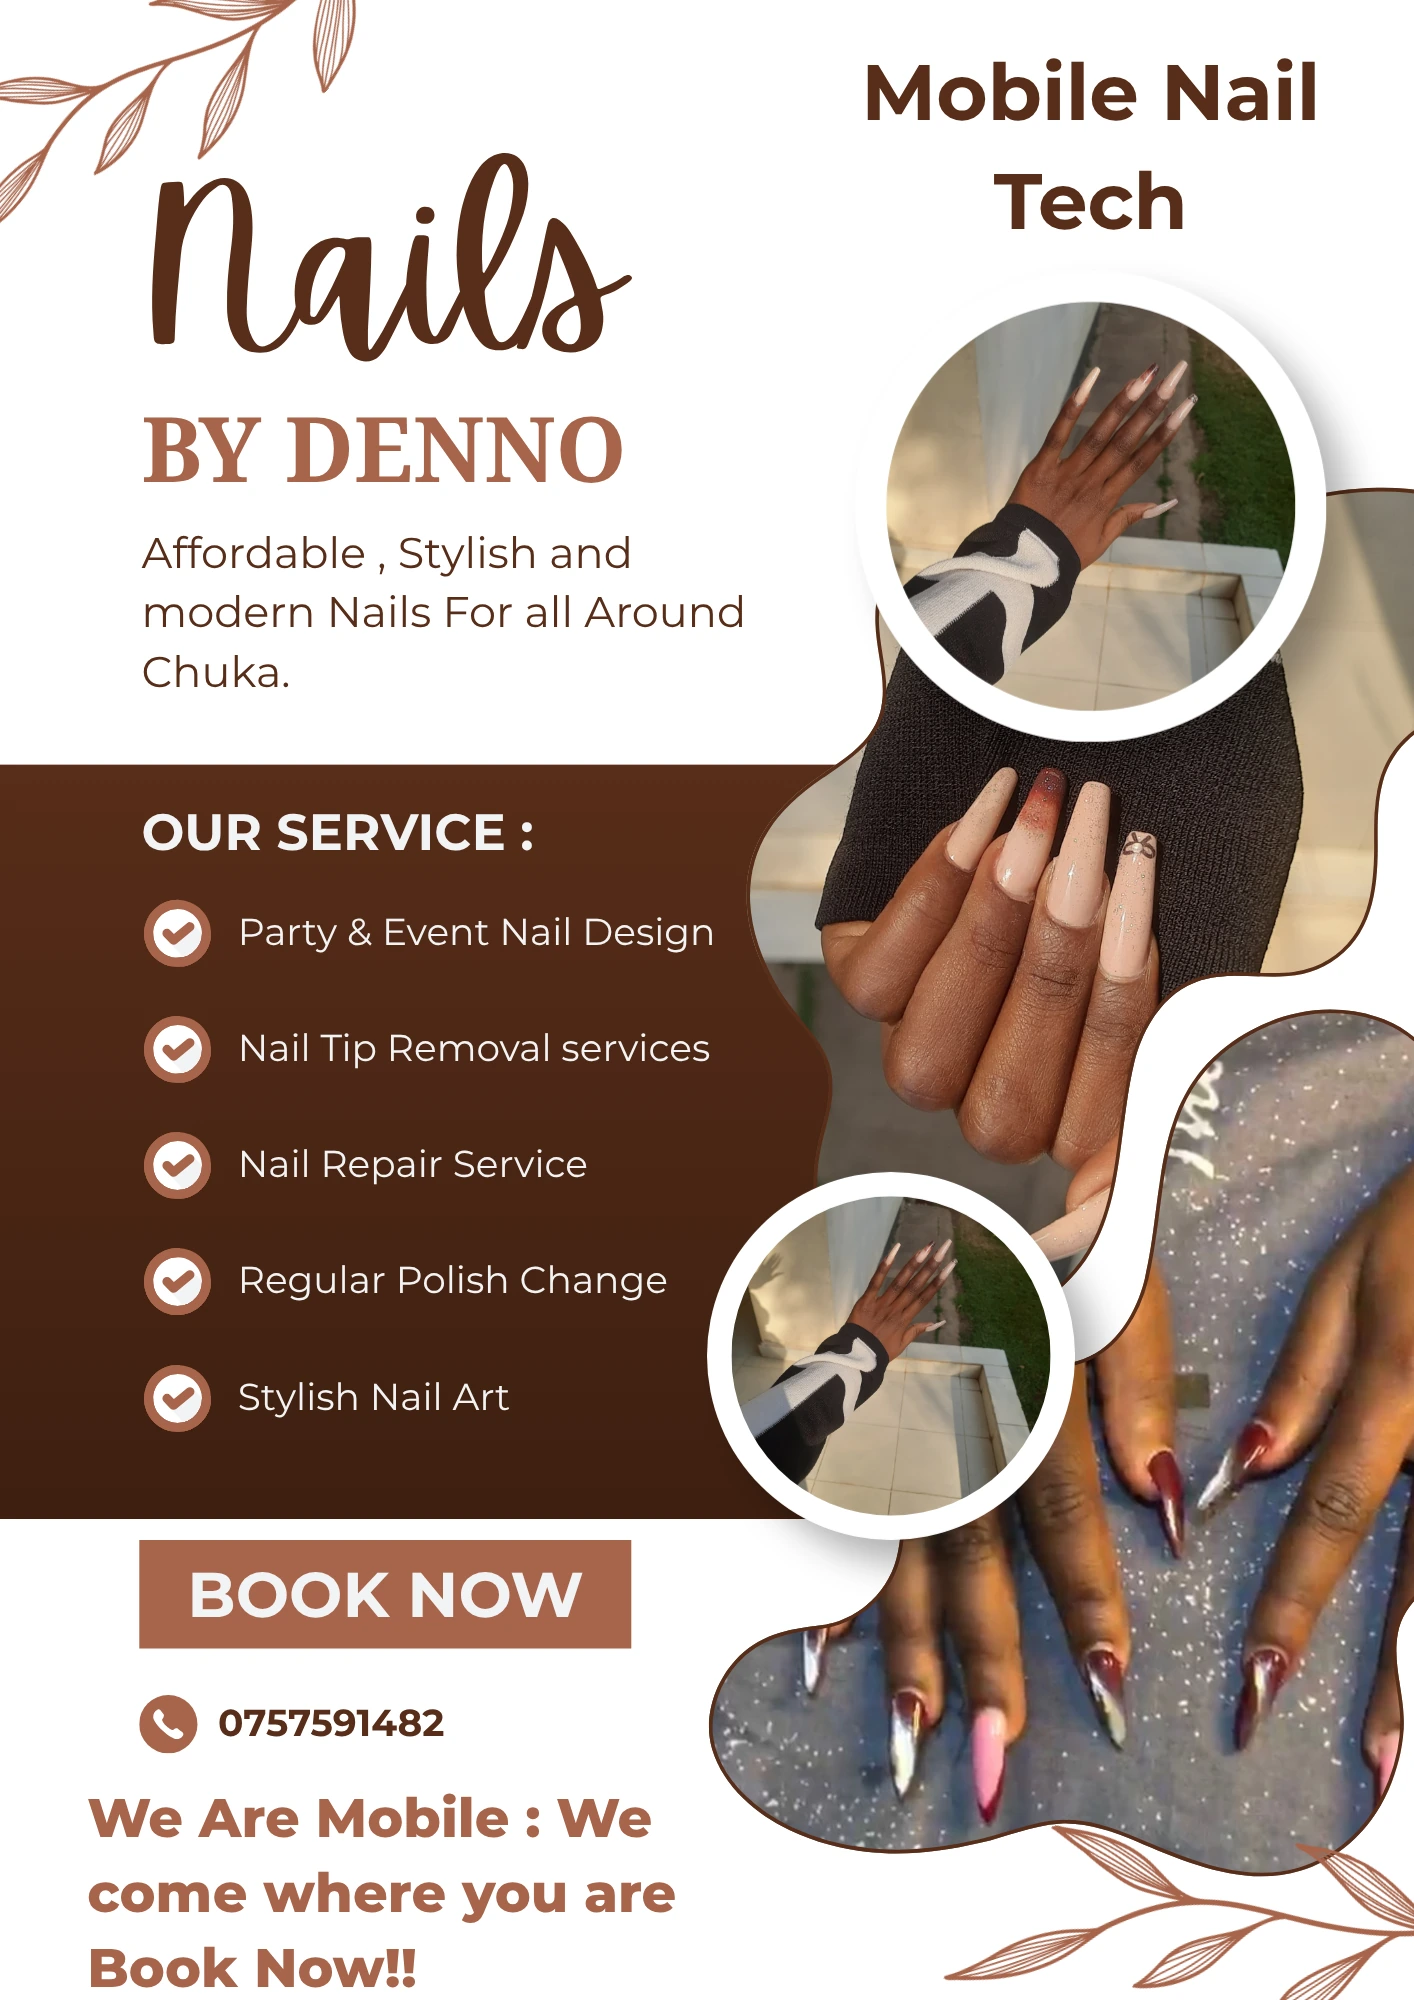 Mobile Nail
Tech
Nails
BY DENNO
Affordable , Stylish and
modern Nails For all Around
Chuka.
OUR SERVICE :
Party & Event Nail Design
Nail Tip Removal services
Nail Repair Service
Regular Polish Change
Stylish Nail Art
BOOK NOW
0757591482
We Are Mobile : We
come where you are
Book Now!!